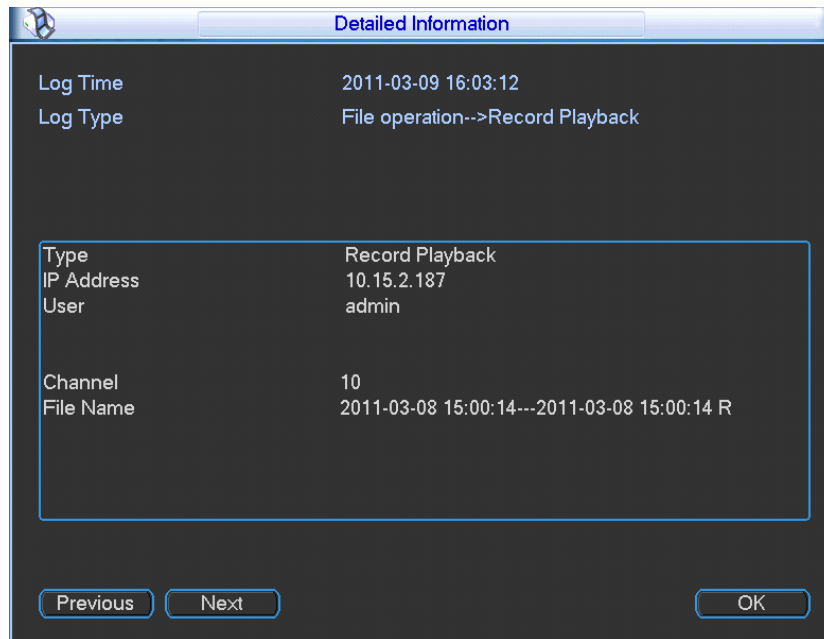 Detailed Information
Log Time 2011-03-09 16:03:12
Log Type File operation-->Record Playback
Type Record Playback
IP Address 10.15.2.187
User admin
Channel 10
File Name 2011-03-08 15:00:14---2011-03-08 15:00:14 R
Previous Next OK